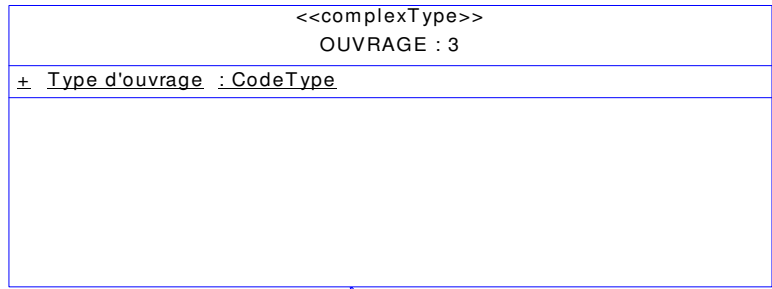 <<complexType>>
OUVRAGE : 3
+ Type d'ouvrage : CodeType